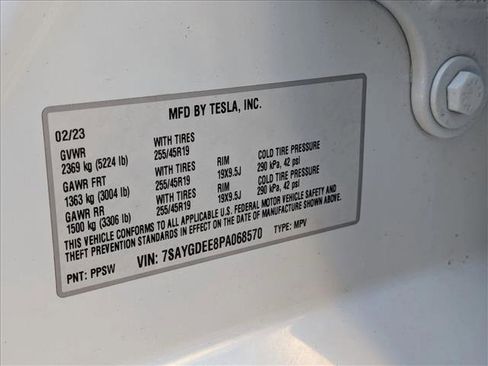 MFD BY TESLA, INC.
02/23
GVWR WITH TIRES
2369 kg (5224 lb) 255/45R19 RIM COLD TIRE PRESSURE
GAWR FRT WITH TIRES 19X9.5J 290 kPa, 42 psi
1363 kg (3004 lb) 255/45R19 RIM COLD TIRE PRESSURE
GAWR RR WITH TIRES 19X9.5J 290 kPa, 42 psi
1500 kg (3306 lb) 255/45R19
THIS VEHICLE CONFORMS TO ALL APPLICABLE U.S. FEDERAL MOTOR VEHICLE SAFETY AND
THEFT PREVENTION STANDARDS IN EFFECT ON THE DATE OF MANUFACTURE SHOWN ABOVE.
PNT: PPSW VIN: 7SAYGDEE8PA068570 TYPE: MPV